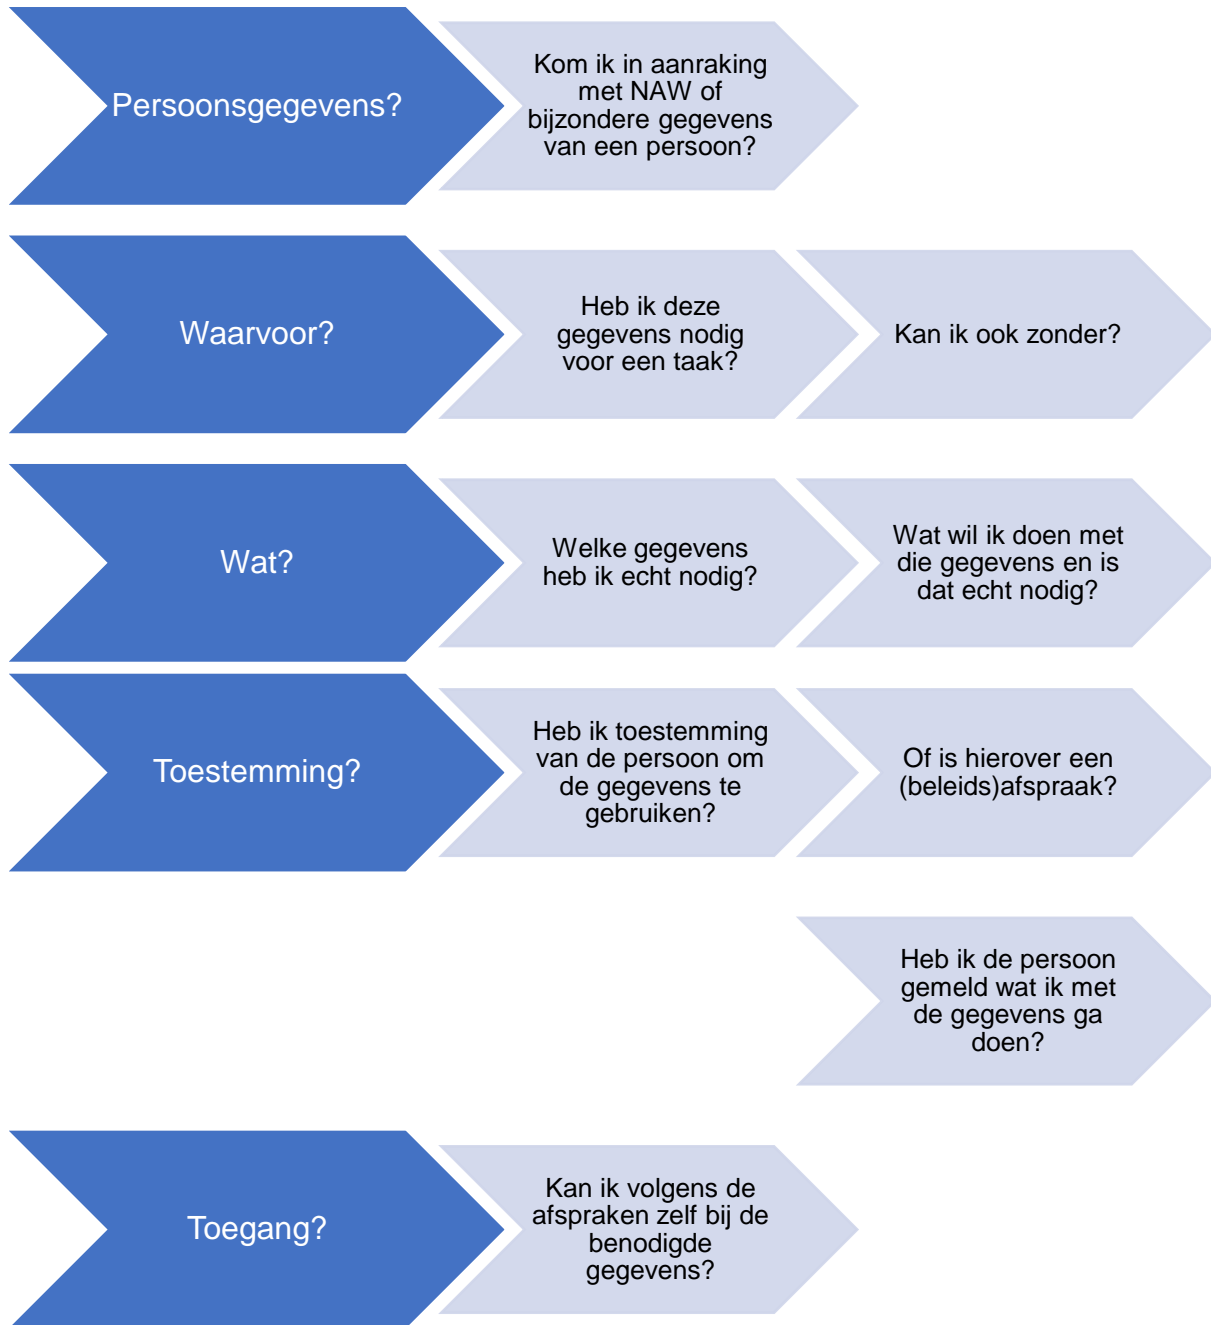 Persoonsgegevens?
Kom ik in aanraking
met NAW of
bijzondere gegevens
van een persoon?
Waarvoor?
Heb ik deze
gegevens nodig
voor een taak?
Kan ik ook zonder?
Wat?
Welke gegevens
heb ik echt nodig?
Wat wil ik doen met
die gegevens en is
dat echt nodig?
Toestemming?
Heb ik toestemming
van de persoon om
de gegevens te
gebruiken?
Of is hierover een
(beleids)afspraak?
Heb ik de persoon
gemeld wat ik met
de gegevens ga
doen?
Toegang?
Kan ik volgens de
afspraken zelf bij de
benodigde
gegevens?